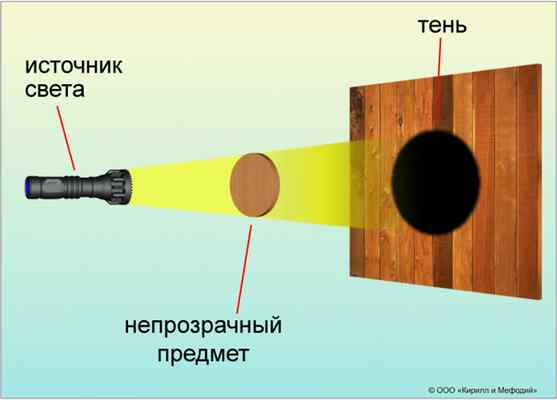 тень
источник
света
непрозрачный
предмет
© ООО «Кирилл и Мефодий»